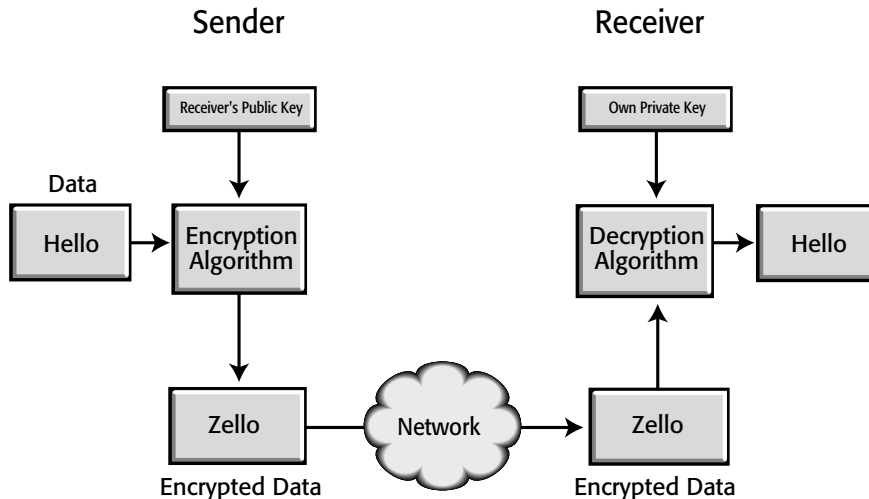 Sender
Receiver
Receiver's Public Key
Own Private Key
Data
Hello
Encryption
Algorithm
Decryption
Algorithm
Hello
Zello
Network
Zello
Encrypted Data
Encrypted Data